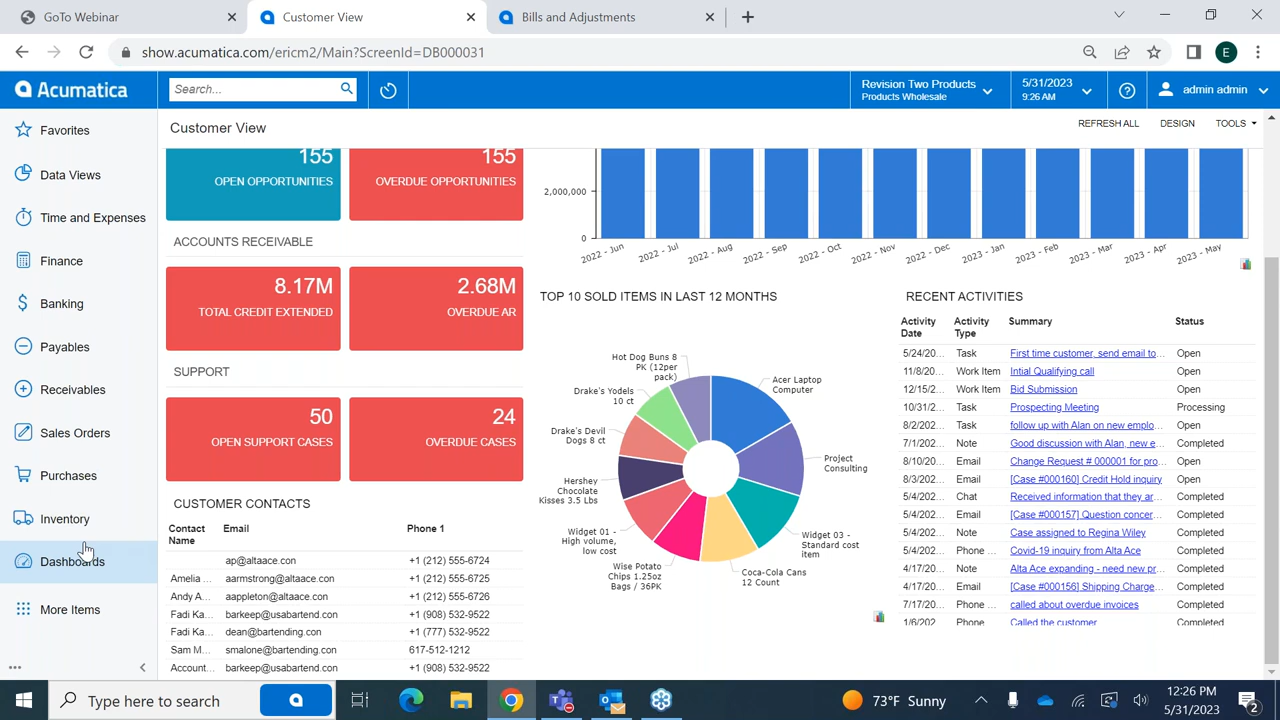 GoTo Webinar
Customer View
Bills and Adjustments
show.acumatica.com/ericm2/Main?ScreenId=DB000031
E
Acumatica
Search...
Revision Two Products
Products Wholesale
5/31/2023
9:26 AM
admin admin
Customer View
REFRESH ALL
DESIGN
TOOLS
Favorites
Data Views
Time and Expenses
Finance
Banking
Payables
Receivables
Sales Orders
Purchases
Inventory
Dashboards
More Items
155
OPEN OPPORTUNITIES
155
OVERDUE OPPORTUNITIES
ACCOUNTS RECEIVABLE
8.17M
TOTAL CREDIT EXTENDED
2.68M
OVERDUE AR
SUPPORT
50
OPEN SUPPORT CASES
24
OVERDUE CASES
CUSTOMER CONTACTS
Contact Name Email Phone 1
ap@altaace.con +1 (212) 555-6724
Amelia ... aarmstrong@altaace.con +1 (212) 555-6725
Andy A... aappleton@altaace.con +1 (212) 555-6726
Fadi Ka... barkeep@usabartend.con +1 (908) 532-9522
Fadi Ka... dean@bartending.con +1 (777) 532-9522
Sam M... smalone@bartending.con 617-512-1212
Account... barkeep@usabartend.con +1 (908) 532-9522
2,000,000
0
2022 - Jun
2022 - Jul
2022 - Aug
2022 - Sep
2022 - Oct
2022 - Nov
2022 - Dec
2023 - Jan
2023 - Feb
2023 - Mar
2023 - Apr
2023 - May
TOP 10 SOLD ITEMS IN LAST 12 MONTHS
Hot Dog Buns 8
PK (12per
pack)
Acer Laptop
Computer
Drake's Yodels
10 ct
Drake's Devil
Dogs 8 ct
Project
Consulting
Hershey
Chocolate
Kisses 3.5 Lbs
Widget 01 -
High volume,
low cost
Widget 03 -
Standard cost
item
Wise Potato
Chips 1.25oz
Bags / 36PK
Coca-Cola Cans
12 Count
RECENT ACTIVITIES
Activity Date Activity Type Summary Status
5/24/20... Task First time customer, send email to... Open
11/8/20... Work Item Intial Qualifying call Open
12/15/2... Work Item Bid Submission Open
10/31/2... Task Prospecting Meeting Processing
8/2/202... Task follow up with Alan on new emplo... Open
7/1/202... Note Good discussion with Alan, new e... Completed
8/10/20... Email Change Request # 000001 for pro... Open
8/3/202... Email [Case #000160] Credit Hold inquiry Open
5/4/202... Chat Received information that they ar... Completed
5/4/202... Email [Case #000157] Question concer... Completed
5/4/202... Note Case assigned to Regina Wiley Completed
5/4/202... Phone ... Covid-19 inquiry from Alta Ace Completed
4/17/20... Note Alta Ace expanding - need new pr... Completed
4/17/20... Email [Case #000156] Shipping Charge... Completed
7/17/20... Phone ... called about overdue invoices Completed
1/6/202... Phone ... Called the customer Completed
Type here to search
73°F Sunny
12:26 PM
5/31/2023
2